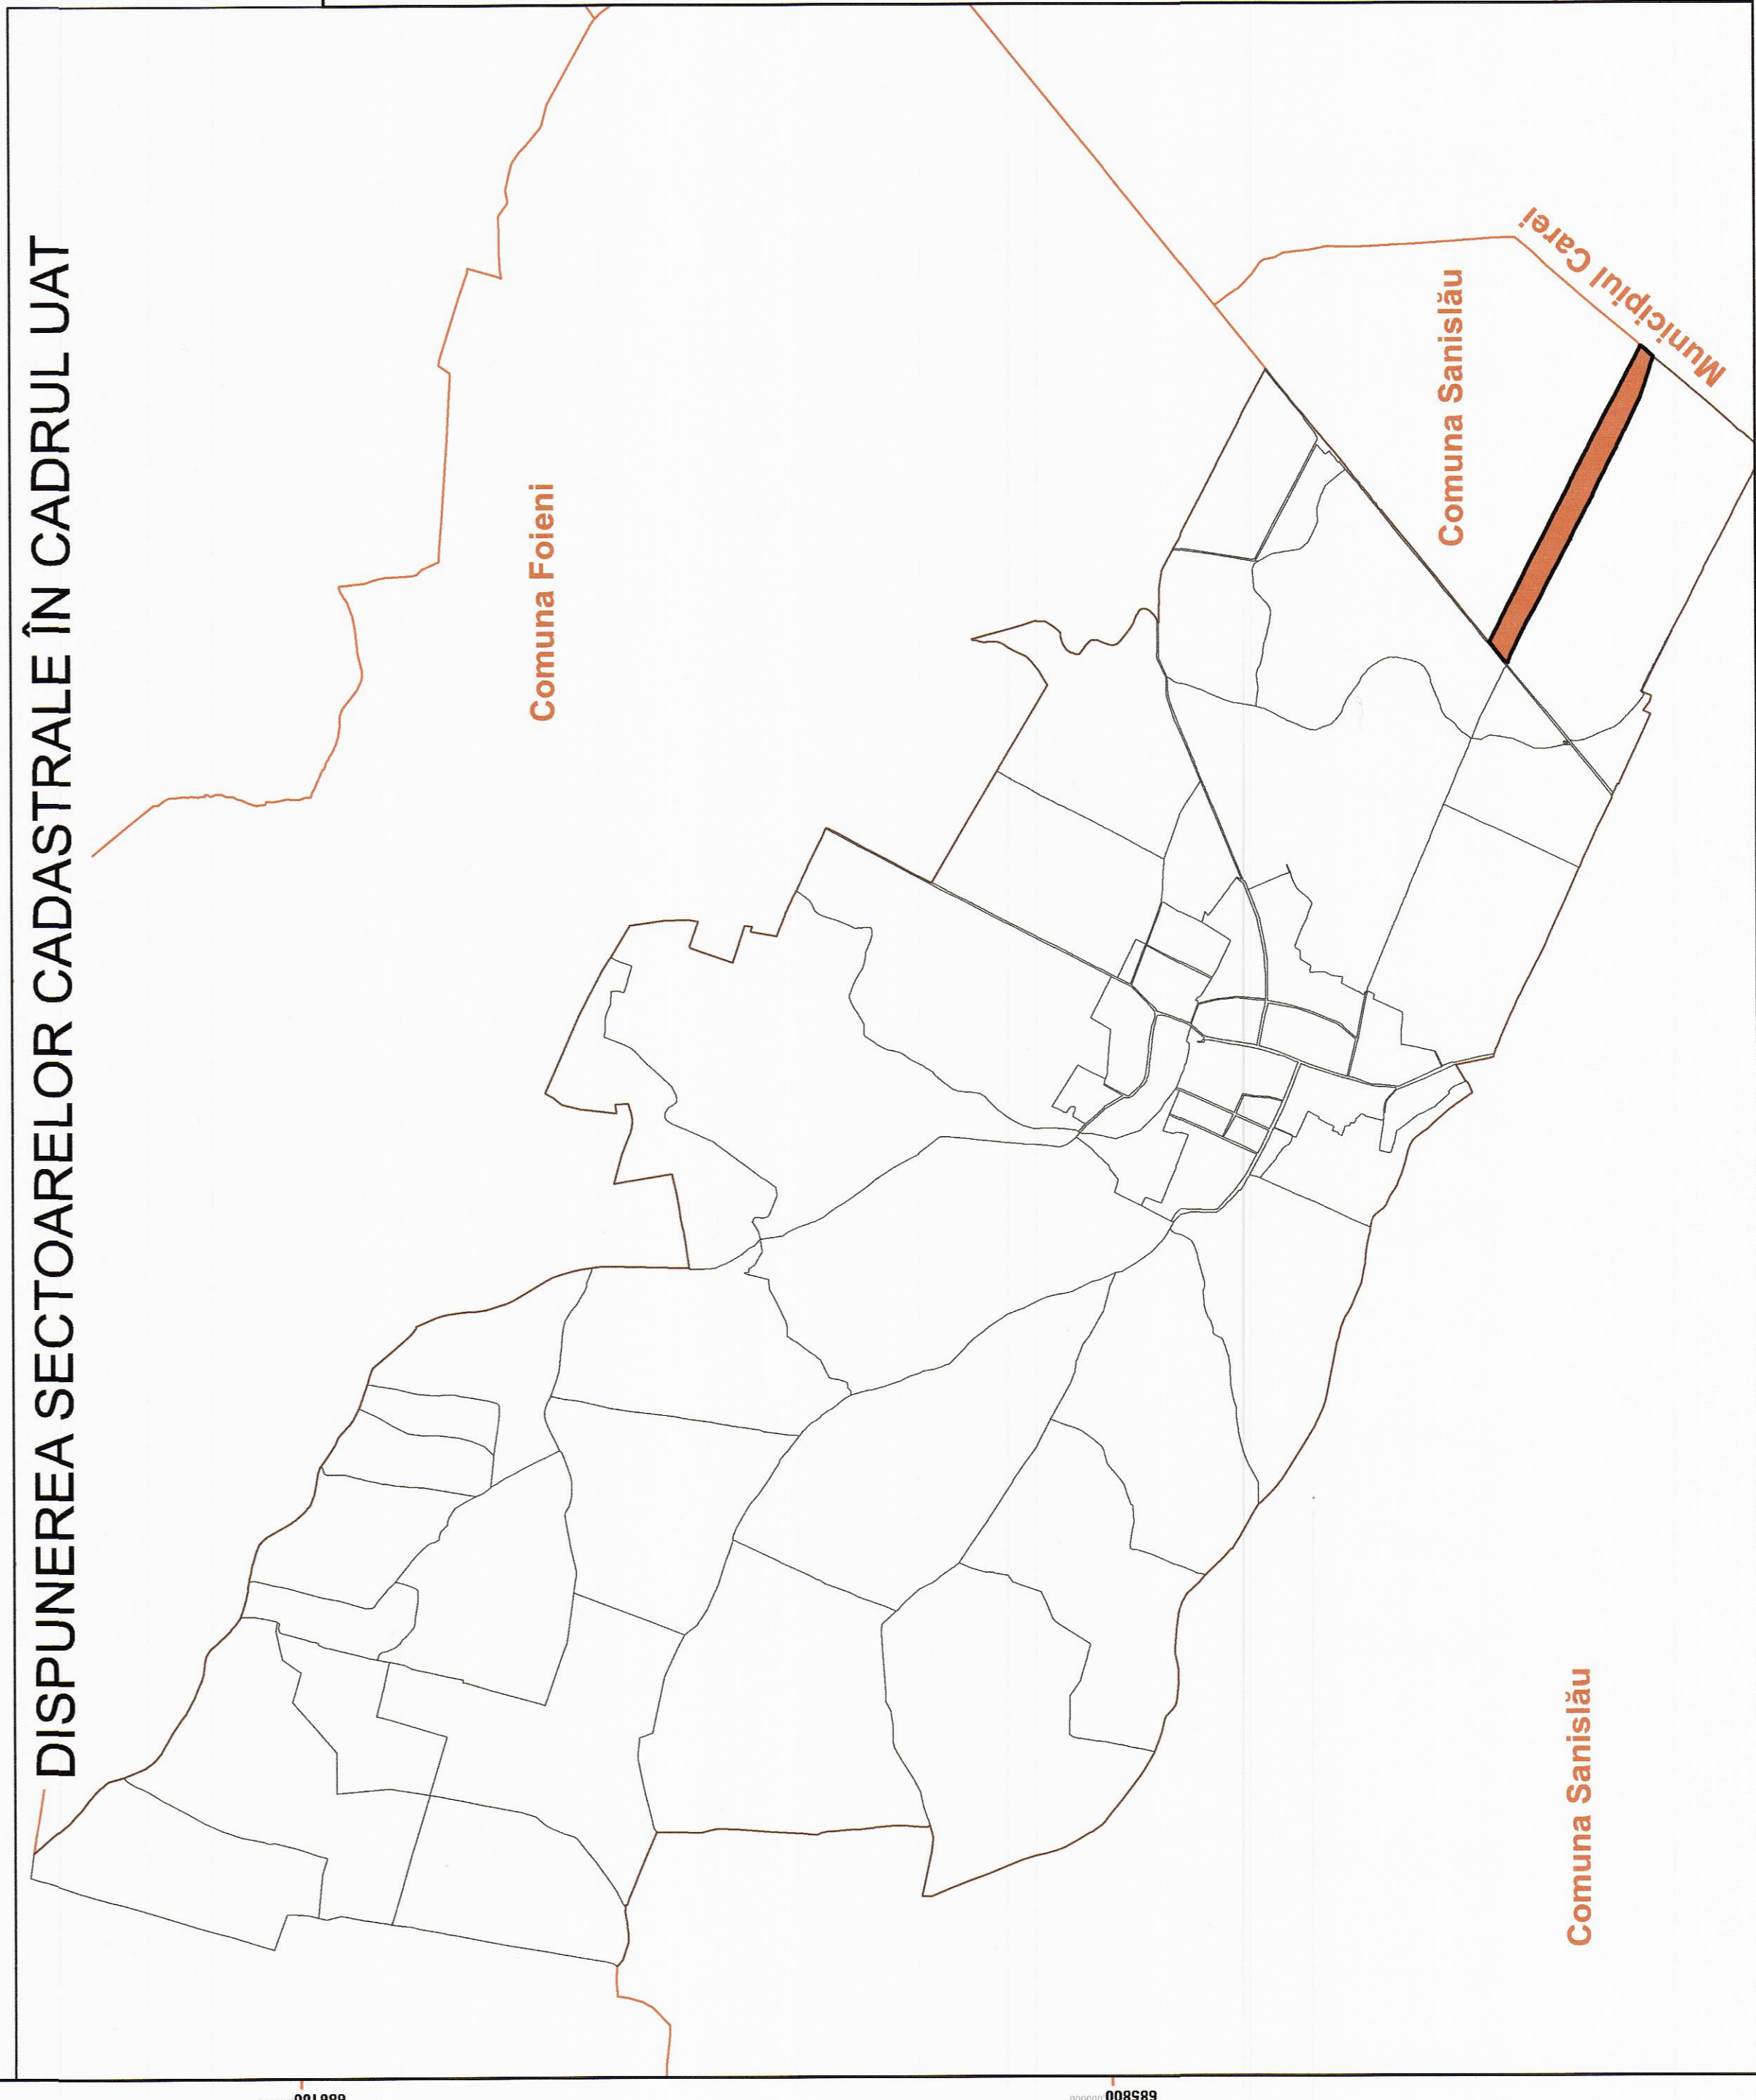 DISPUNEREA SECTOARELOR CADASTRALE ÎN CADRUL UAT
Comuna Foieni
Municipiul Carei
Comuna Sanislău
Comuna Sanislău
685800